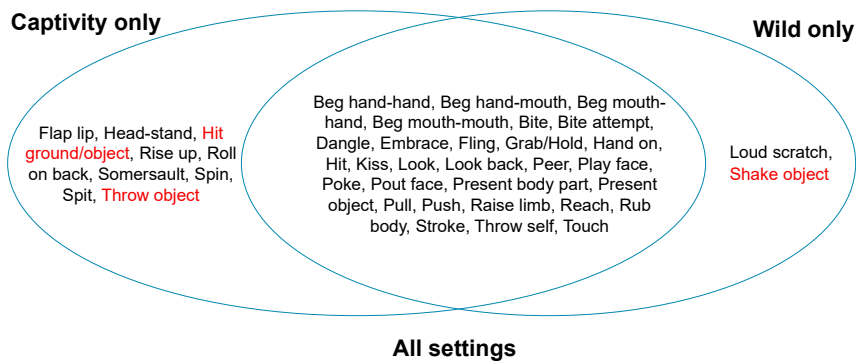 Captivity only
Wild only
Flap lip, Head-stand, Hit
ground/object, Rise up, Roll
on back, Somersault, Spin,
Spit, Throw object
Beg hand-hand, Beg hand-mouth, Beg mouth-
hand, Beg mouth-mouth, Bite, Bite attempt,
Dangle, Embrace, Fling, Grab/Hold, Hand on,
Hit, Kiss, Look, Look back, Peer, Play face,
Poke, Pout face, Present body part, Present
object, Pull, Push, Raise limb, Reach, Rub
body, Stroke, Throw self, Touch
Loud scratch,
Shake object
All settings